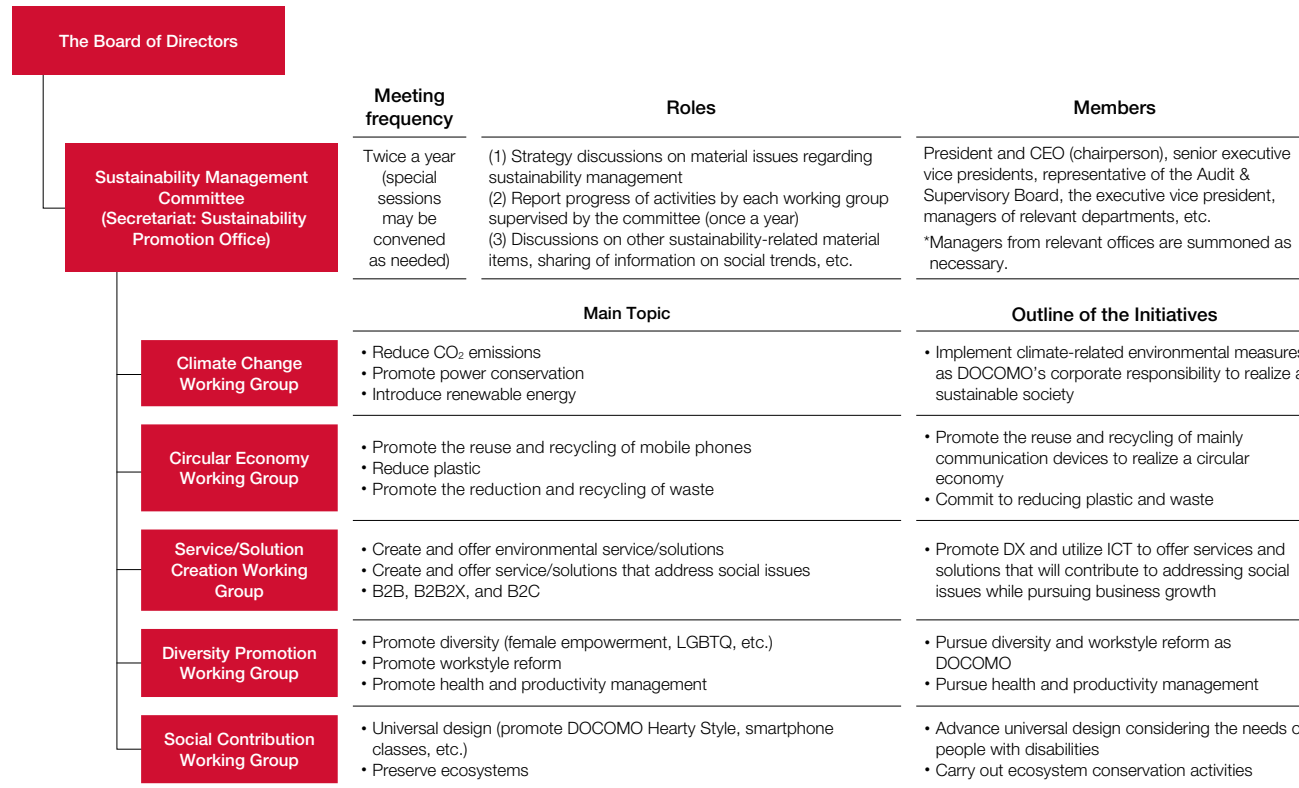 The Board of Directors
Meeting
frequency
Roles
Members
Sustainability Management
Committee
(Secretariat: Sustainability
Promotion Office)
Twice a year
(special
sessions
may be
convened
as needed)
(1) Strategy discussions on material issues regarding
sustainability management
(2) Report progress of activities by each working group
supervised by the committee (once a year)
(3) Discussions on other sustainability-related material
items, sharing of information on social trends, etc.
President and CEO (chairperson), senior executive
vice presidents, representative of the Audit &
Supervisory Board, the executive vice president,
managers of relevant departments, etc.
*Managers from relevant offices are summoned as
necessary.
Main Topic
Outline of the Initiatives
Climate Change
Working Group
• Reduce CO₂ emissions
• Promote power conservation
• Introduce renewable energy
• Implement climate-related environmental measures
as DOCOMO's corporate responsibility to realize a
sustainable society
Circular Economy
Working Group
• Promote the reuse and recycling of mobile phones
• Reduce plastic
• Promote the reduction and recycling of waste
• Promote the reuse and recycling of mainly
communication devices to realize a circular
economy
• Commit to reducing plastic and waste
Service/Solution
Creation Working
Group
• Create and offer environmental service/solutions
• Create and offer service/solutions that address social issues
• B2B, B2B2X, and B2C
• Promote DX and utilize ICT to offer services and
solutions that will contribute to addressing social
issues while pursuing business growth
Diversity Promotion
Working Group
• Promote diversity (female empowerment, LGBTQ, etc.)
• Promote workstyle reform
• Promote health and productivity management
• Pursue diversity and workstyle reform as
DOCOMO
• Pursue health and productivity management
Social Contribution
Working Group
• Universal design (promote DOCOMO Hearty Style, smartphone
classes, etc.)
• Preserve ecosystems
• Advance universal design considering the needs of
people with disabilities
• Carry out ecosystem conservation activities